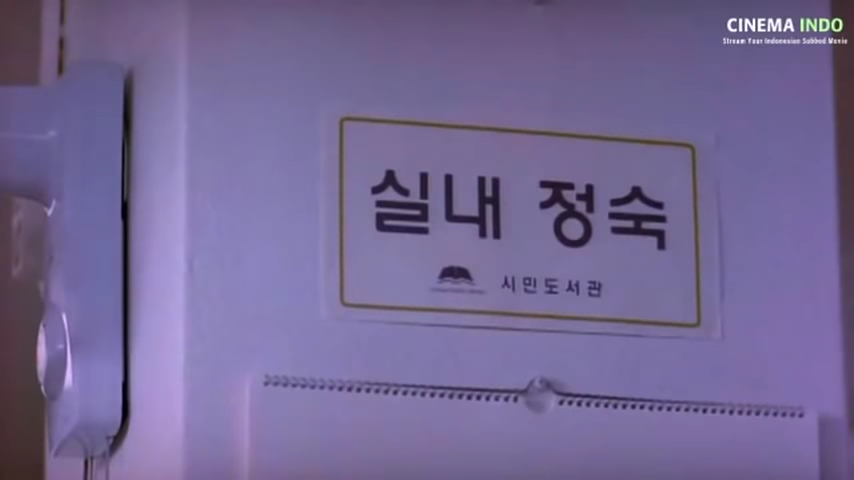 CINEMA INDO
Stream Your Indonesian Subbed Movie
실내 정숙
시민도서관